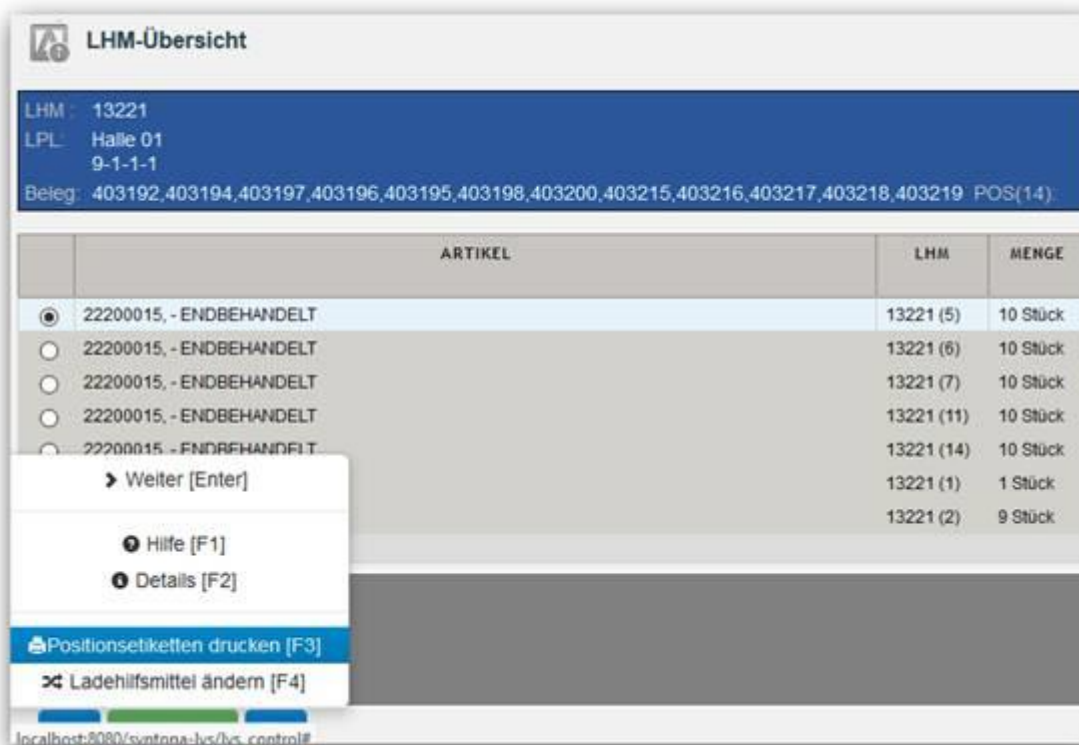 LHM-Übersicht
LHM : 13221
LPL: Halle 01
9-1-1-1
Beleg: 403192,403194,403197,403196,403195,403198,403200,403215,403216,403217,403218,403219 POS(14):
ARTIKEL LHM MENGE
22200015, - ENDBEHANDELT 13221 (5) 10 Stück
22200015, - ENDBEHANDELT 13221 (6) 10 Stück
22200015, - ENDBEHANDELT 13221 (7) 10 Stück
22200015, - ENDBEHANDELT 13221 (11) 10 Stück
22200015, - ENDBEHANDELT 13221 (14) 10 Stück
13221 (1) 1 Stück
13221 (2) 9 Stück
Weiter [Enter]
Hilfe [F1]
Details [F2]
Positionsetiketten drucken [F3]
Ladehilfsmittel ändern [F4]
localhost:8080/syntona-lvs/lvs_control#